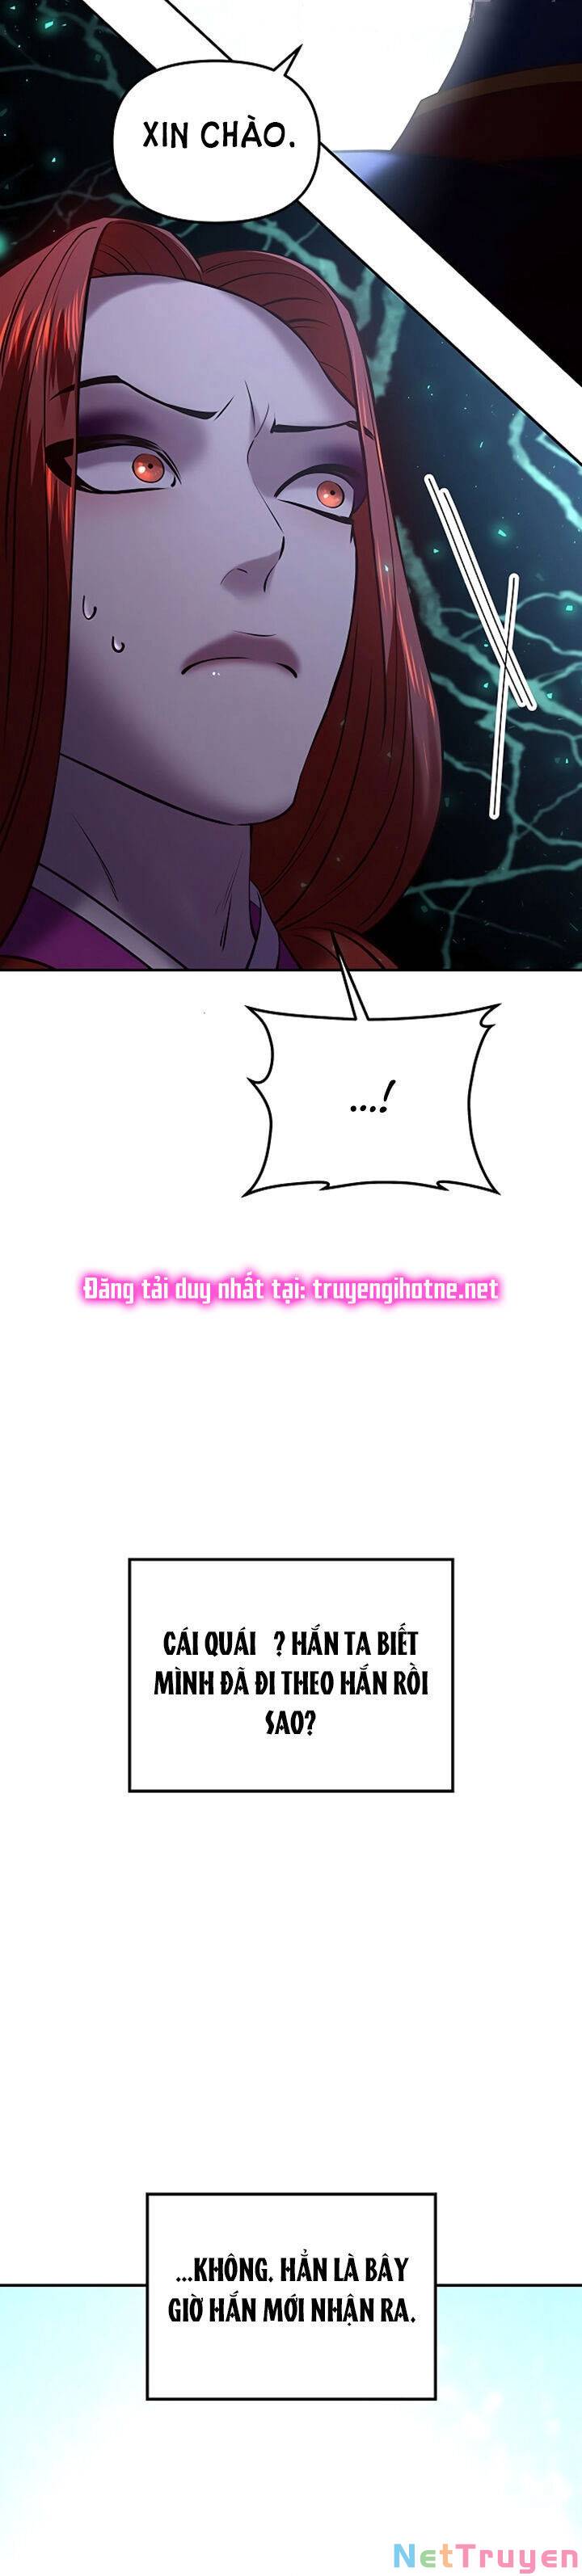 XIN CHÀO.
...!
Đăng tải duy nhất tại: truyengihotne.net
CÁI QUÁI ? HẮN TA BIẾT
MÌNH ĐÃ ĐI THEO HẮN RỒI
SAO?
...KHÔNG. HẲN LÀ BÂY
GIỜ HẮN MỚI NHẬN RA.
NetTruyen